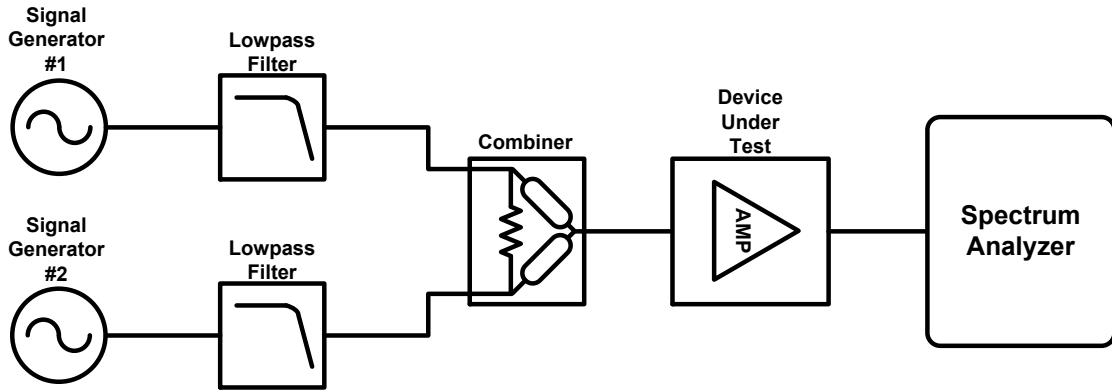 Signal
Generator
#1
Lowpass
Filter
Combiner
Device
Under
Test
AMP
Spectrum
Analyzer
Signal
Generator
#2
Lowpass
Filter